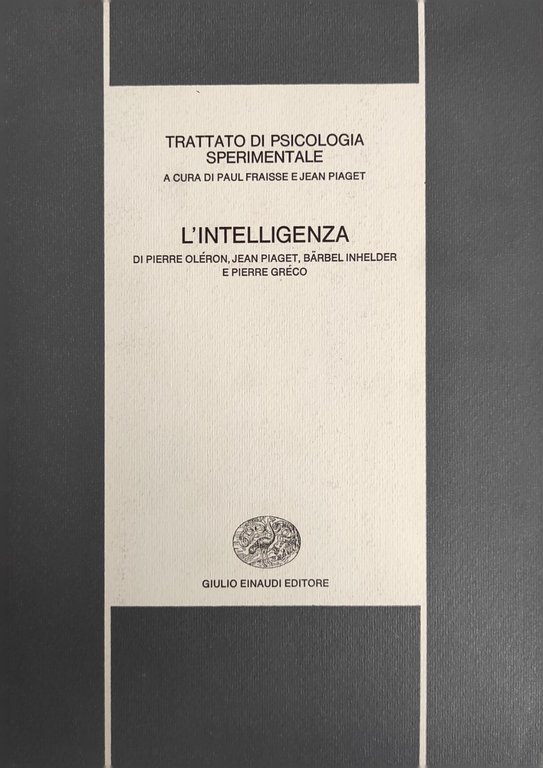 TRATTATO DI PSICOLOGIA
SPERIMENTALE
A CURA DI PAUL FRAISSE E JEAN PIAGET
L'INTELLIGENZA
DI PIERRE OLÉRON, JEAN PIAGET, BÄRBEL INHELDER
E PIERRE GRÉCO
GIULIO EINAUDI EDITORE